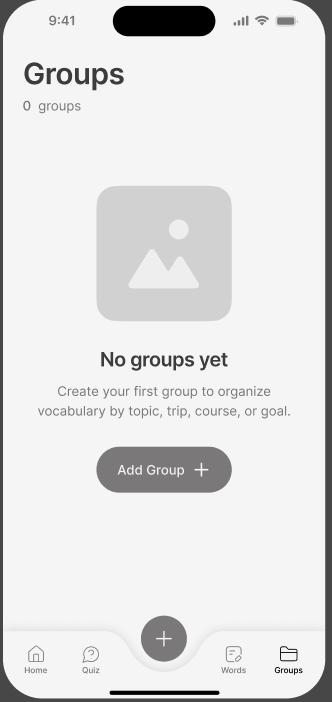 9:41
Groups
0 groups
No groups yet
Create your first group to organize
vocabulary by topic, trip, course, or goal.
Add Group
Home
Quiz
Words
Groups